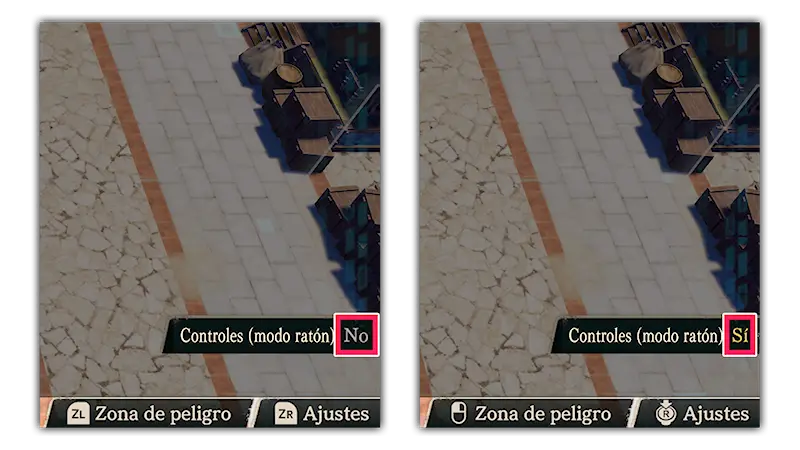 Controles (modo ratón) No
ZL Zona de peligro ZR Ajustes
Controles (modo ratón) Sí
Zona de peligro R Ajustes